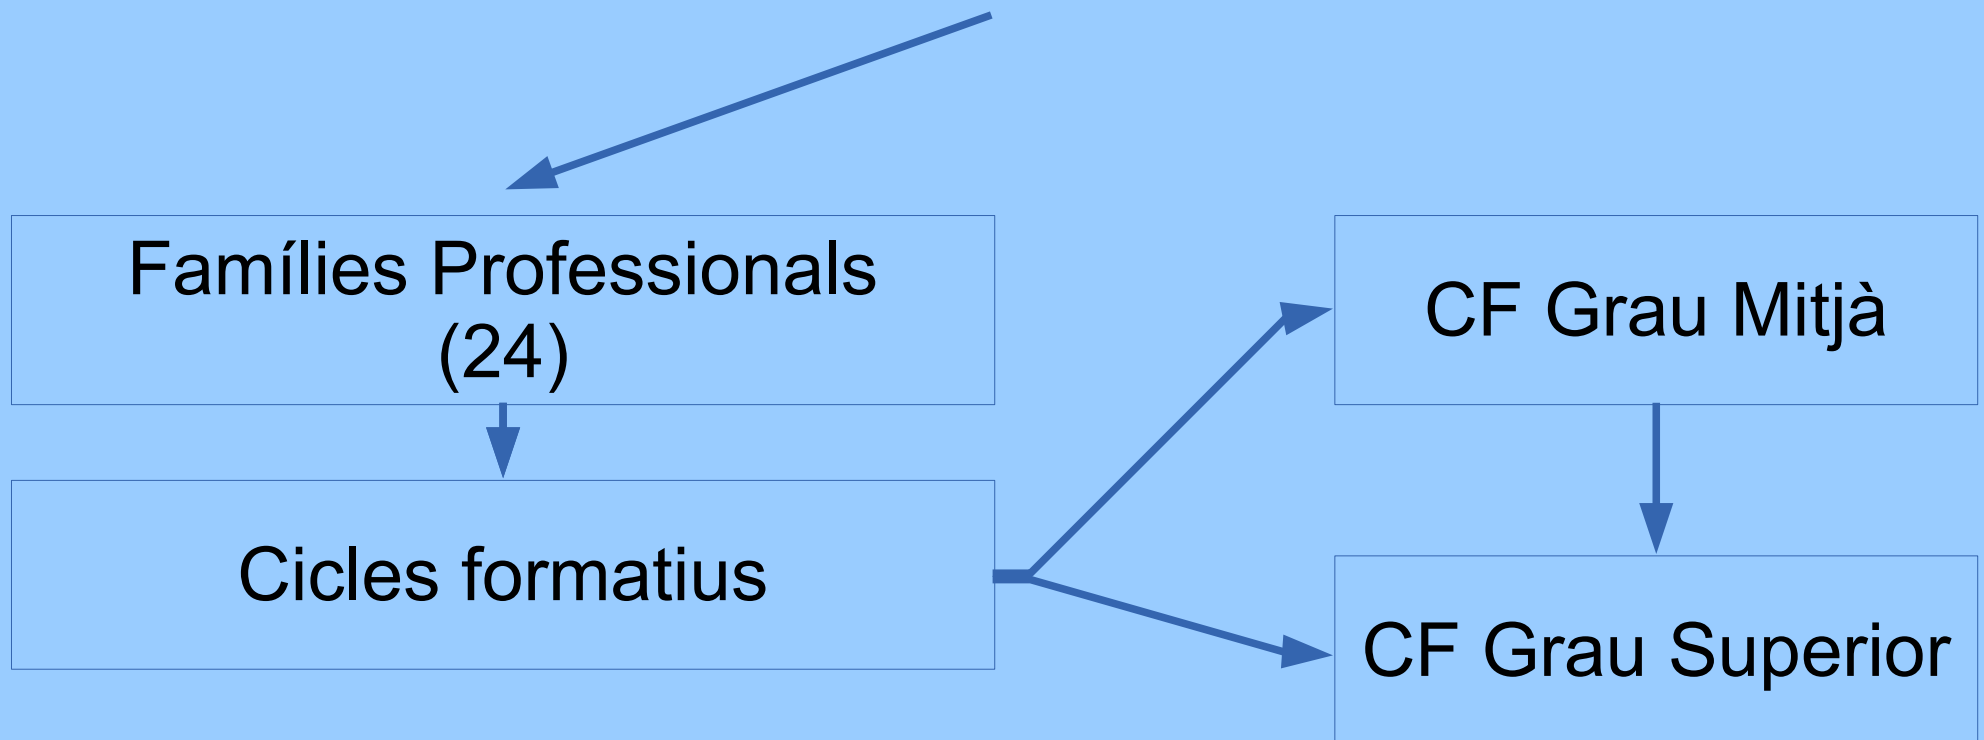 Famílies Professionals
(24)
Cicles formatius
CF Grau Mitjà
CF Grau Superior